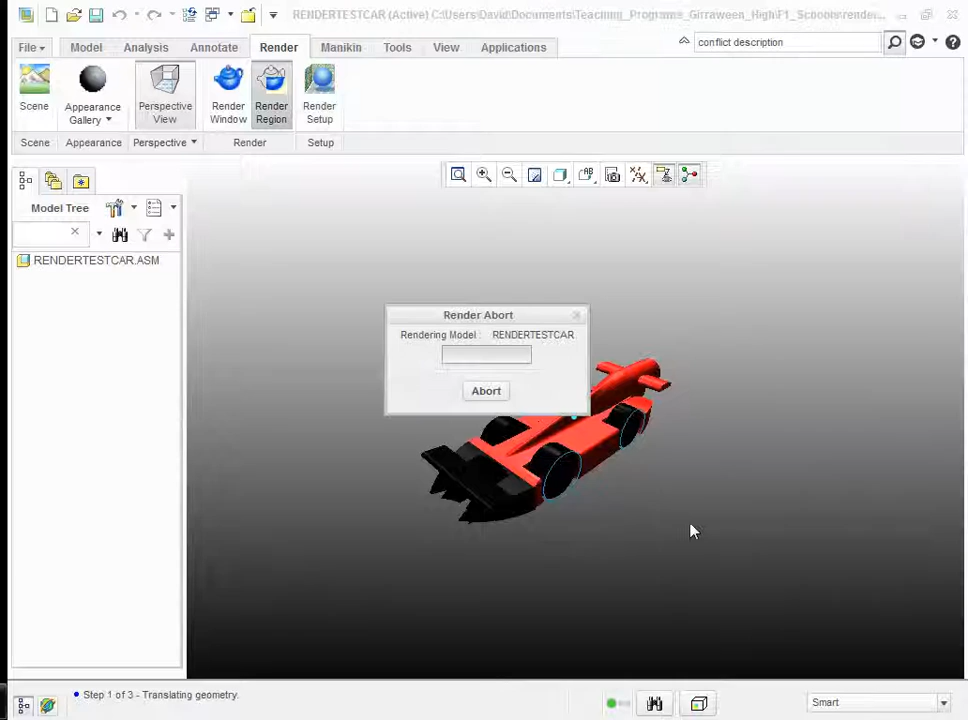 RENDERTESTCAR (Active) C:\Users\David\Documents\Teaching_Programs_Girraween_High\F1_Schools\render...
File Model Analysis Annotate Render Manikin Tools View Applications conflict description
Scene Appearance Gallery Perspective View Render Window Render Region Render Setup
Scene Appearance Perspective Render Setup
Model Tree
RENDERTESTCAR.ASM
Render Abort
Rendering Model : RENDERTESTCAR
Abort
Step 1 of 3 - Translating geometry.
Smart